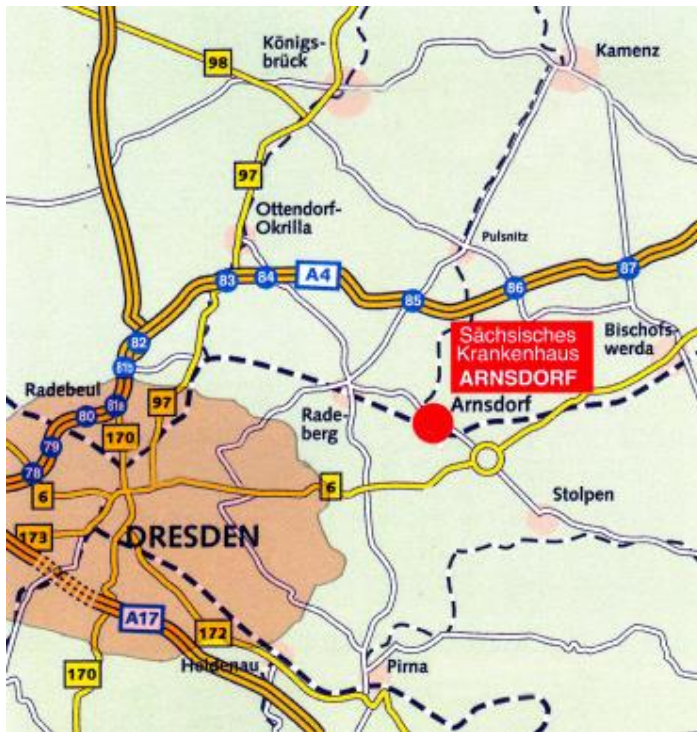 Königs-
brück
Kamenz
98
97
Ottendorf-
Okrilla
Pulsnitz
83
84
A4
85
86
87
82
81b
Sächsisches
Krankenhaus
ARNSDORF
Bischofs-
werda
Radebeul
80
81a
97
170
79
78
Rade-
berg
Arnsdorf
6
6
Stolpen
173
DRESDEN
A17
172
170
Heidenau
Pirna